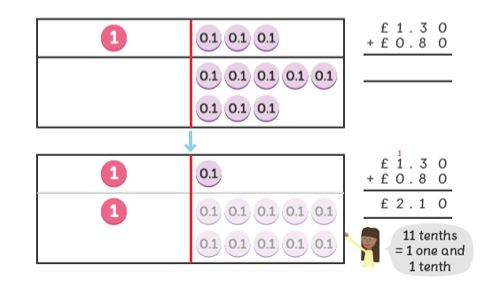 1 0.1 0.1 0.1
0.1 0.1 0.1 0.1 0.1
0.1 0.1 0.1
£ 1 . 3 0
+ £ 0 . 8 0
1 0.1
1 0.1 0.1 0.1 0.1 0.1
0.1 0.1 0.1 0.1 0.1
1
£ 1 . 3 0
+ £ 0 . 8 0
£ 2 . 1 0
11 tenths
= 1 one and
1 tenth